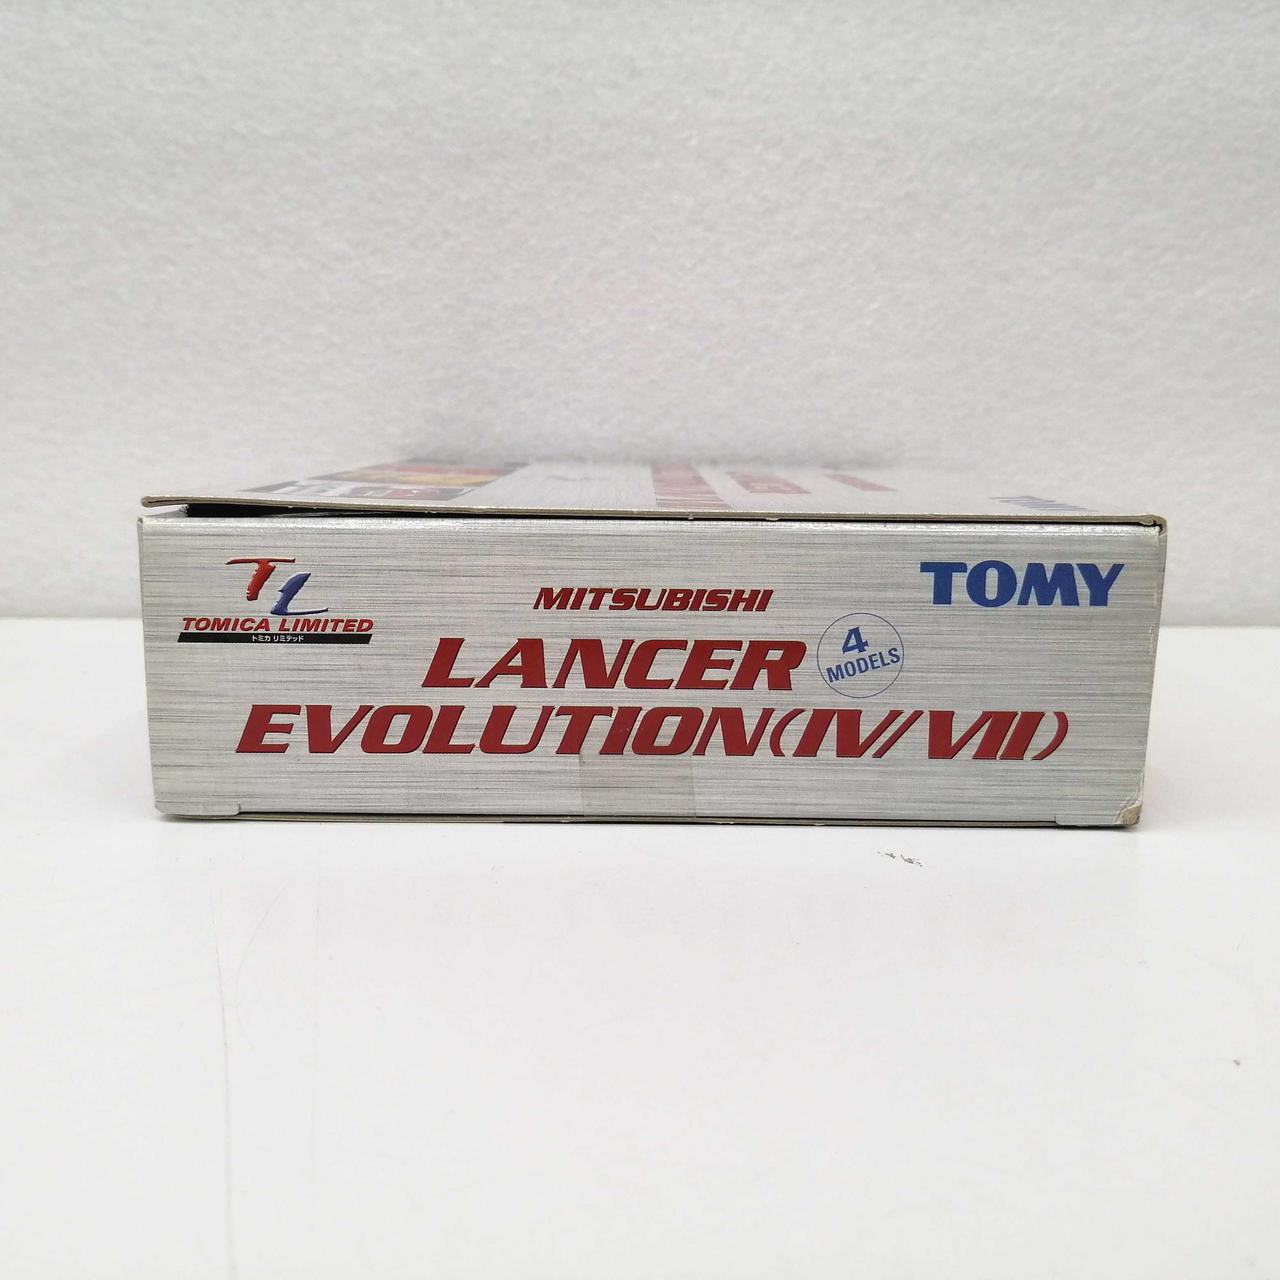 TL
TOMICA LIMITED
トミカ リミテッド
MITSUBISHI
TOMY
LANCER
4
MODELS
EVOLUTION(IV/VII)